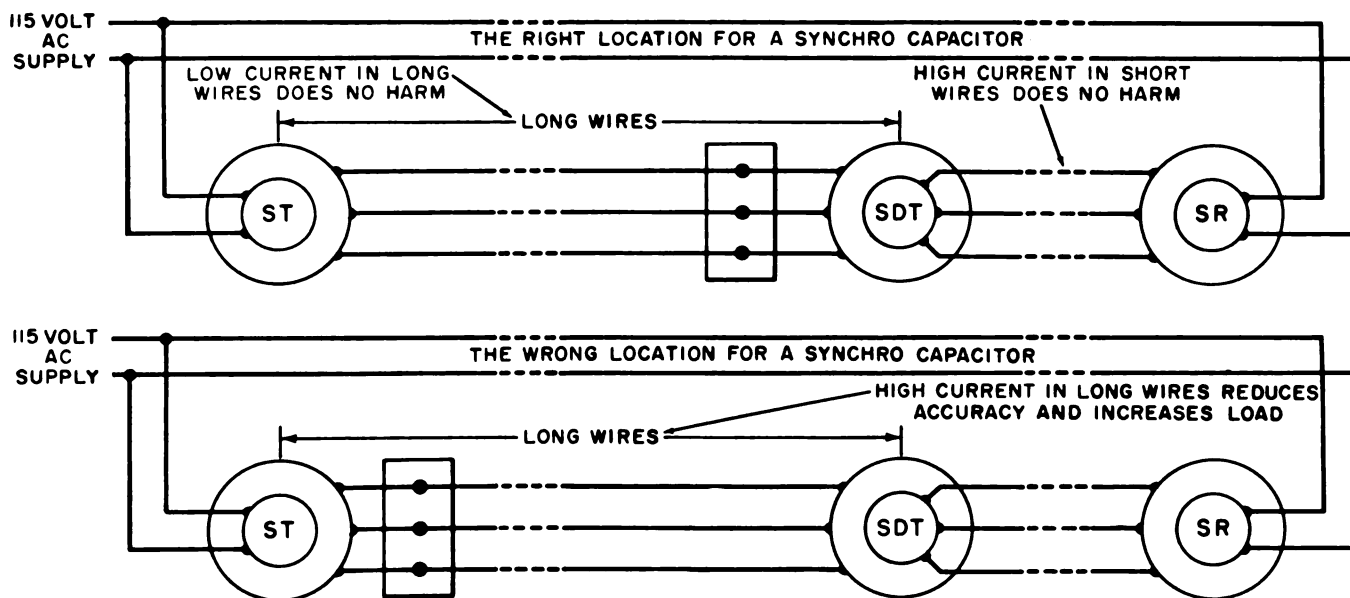 115 VOLT
AC
SUPPLY
THE RIGHT LOCATION FOR A SYNCHRO CAPACITOR
LOW CURRENT IN LONG
WIRES DOES NO HARM
HIGH CURRENT IN SHORT
WIRES DOES NO HARM
LONG WIRES
ST
SDT
SR
115 VOLT
AC
SUPPLY
THE WRONG LOCATION FOR A SYNCHRO CAPACITOR
HIGH CURRENT IN LONG WIRES REDUCES
ACCURACY AND INCREASES LOAD
LONG WIRES
ST
SDT
SR